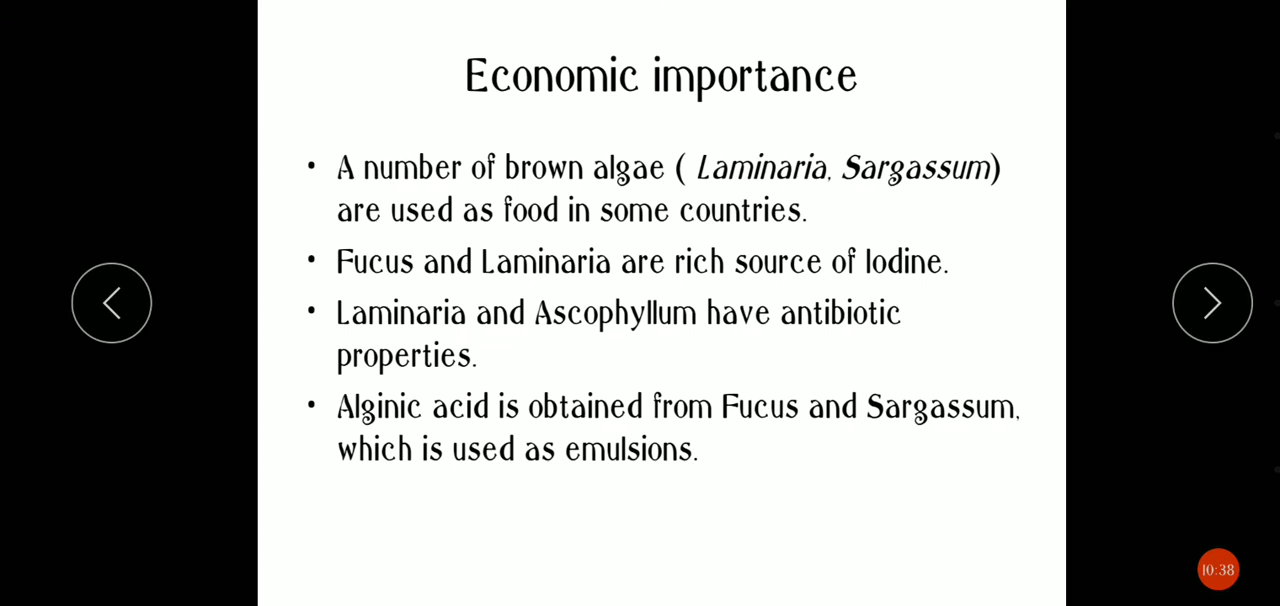 Economic importance
• A number of brown algae ( Laminaria, Sargassum)
are used as food in some countries.
• Fucus and Laminaria are rich source of Iodine.
• Laminaria and Ascophyllum have antibiotic
properties.
• Alginic acid is obtained from Fucus and Sargassum,
which is used as emulsions.
10:38